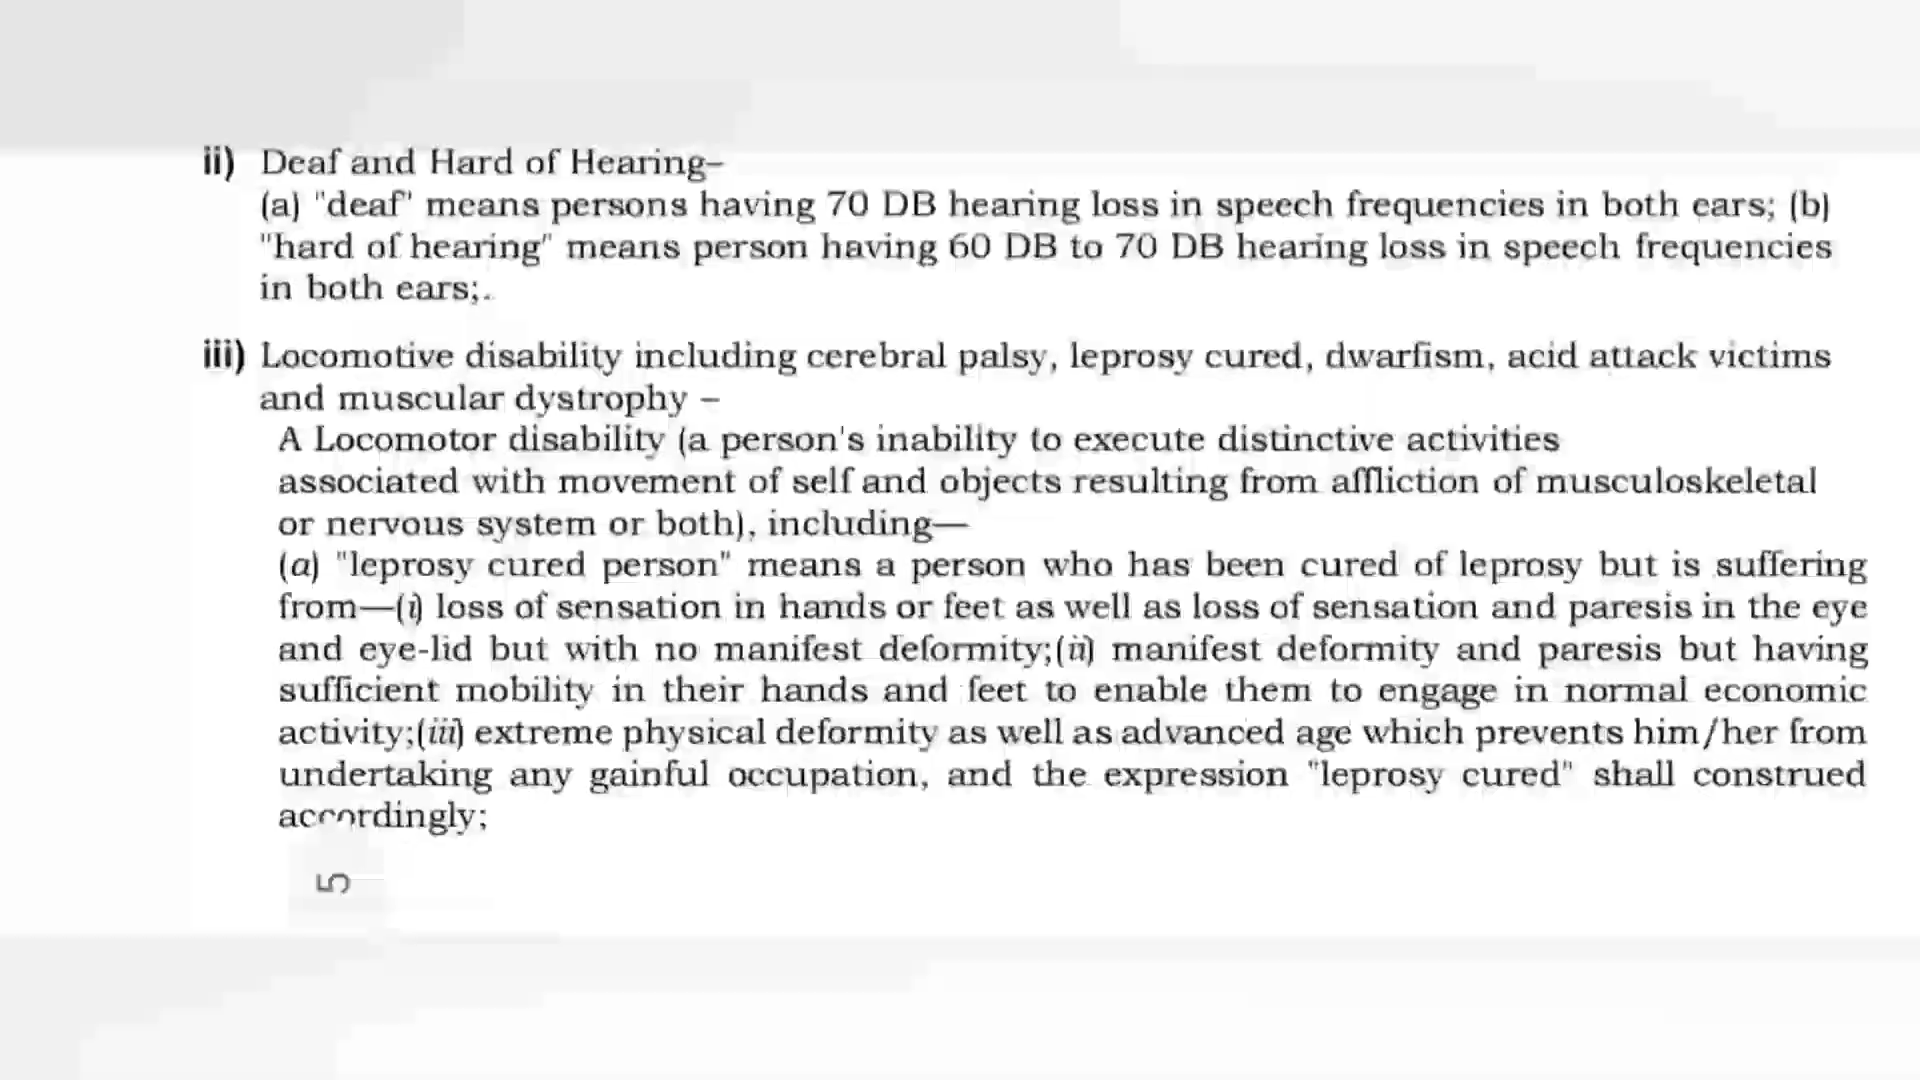 ii) Deaf and Hard of Hearing–
(a) "deaf" means persons having 70 DB hearing loss in speech frequencies in both ears; (b)
"hard of hearing" means person having 60 DB to 70 DB hearing loss in speech frequencies
in both ears;.
iii) Locomotive disability including cerebral palsy, leprosy cured, dwarfism, acid attack victims
and muscular dystrophy –
A Locomotor disability (a person's inability to execute distinctive activities
associated with movement of self and objects resulting from affliction of musculoskeletal
or nervous system or both), including—
(a) "leprosy cured person" means a person who has been cured of leprosy but is suffering
from—(i) loss of sensation in hands or feet as well as loss of sensation and paresis in the eye
and eye-lid but with no manifest deformity;(ii) manifest deformity and paresis but having
sufficient mobility in their hands and feet to enable them to engage in normal economic
activity;(iii) extreme physical deformity as well as advanced age which prevents him/her from
undertaking any gainful occupation, and the expression "leprosy cured" shall construed
accordingly;
5